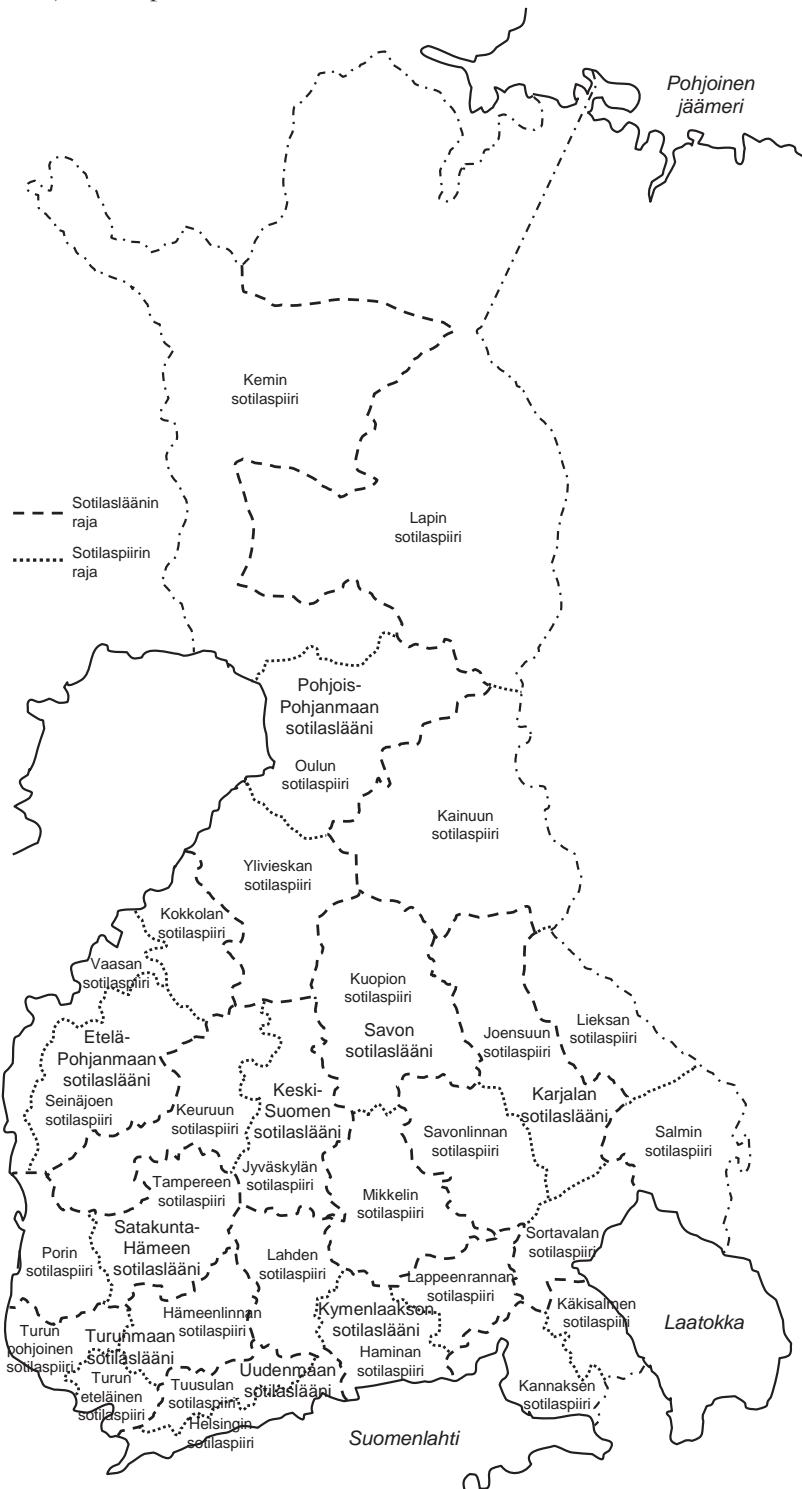 Pohjoinen
jäämeri
Kemin
sotilaspiiri
Sotilasläänin
raja
Lapin
sotilaspiiri
Sotilaspiirin
raja
Pohjois-
Pohjanmaan
sotilaslääni
Oulun
sotilaspiiri
Kainuun
sotilaspiiri
Ylivieskan
sotilaspiiri
Kokkolan
sotilaspiiri
Vaasan
sotilaspiiri
Kuopion
sotilaspiiri
Savon
sotilaslääni
Joensuun
sotilaspiiri
Lieksan
sotilaspiiri
Etelä-
Pohjanmaan
sotilaslääni
Seinäjoen
sotilaspiiri
Keuruun
sotilaspiiri
Keski-
Suomen
sotilaslääni
Jyväskylän
sotilaspiiri
Savonlinnan
sotilaspiiri
Karjalan
sotilaslääni
Salmin
sotilaspiiri
Tampereen
sotilaspiiri
Mikkelin
sotilaspiiri
Satakunta-
Hämeen
sotilaslääni
Porin
sotilaspiiri
Lahden
sotilaspiiri
Sortavalan
sotilaspiiri
Lappeenrannan
sotilaspiiri
Käkisalmen
sotilaspiiri
Laatokka
Hämeenlinnan
sotilaspiiri
Kymenlaakson
sotilaslääni
Haminan
sotilaspiiri
Turun
pohjoinen
sotilaspiiri
Turunmaan
sotilaslääni
Turun
eteläinen
sotilaspiiri
Tuusulan
sotilaspiiri
Uudenmaan
sotilaslääni
Helsingin
sotilaspiiri
Kannaksen
sotilaspiiri
Suomenlahti